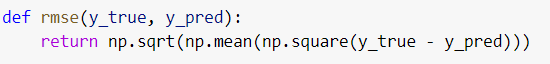 def rmse(y_true, y_pred):
    return np.sqrt(np.mean(np.square(y_true - y_pred)))